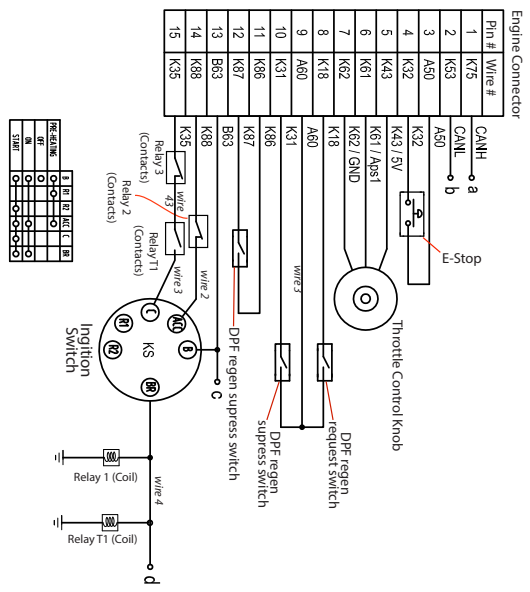 Engine Connector
Pin # Wire #
1 K75 CANH
2 K53 CANL
3 A50 A50
4 K32 K32
5 K43 K43 / 5V
6 K61 K61 / Aps1
7 K62 K62 / GND
8 K18 K18
9 A60 A60
10 K31 K31
11 K86 K86
12 K87 K87
13 B63 B63
14 K88 K88
15 K35 K35
a
b
E-Stop
Throttle Control Knob
wire 3
DPF regen
request switch
DPF regen
supress switch
DPF regen supress switch
Relay 3
(Contacts)
wire
43
Relay 2
(Contacts)
Relay T1
(Contacts)
wire 3
wire 2
C
ACC
R1
KS
B
R2
BR
Ingition
Switch
c
Relay 1 (Coil)
wire 4
Relay T1 (Coil)
d
B R1 R2 ACC C BR
PRE-HEATING
OFF
ON
START